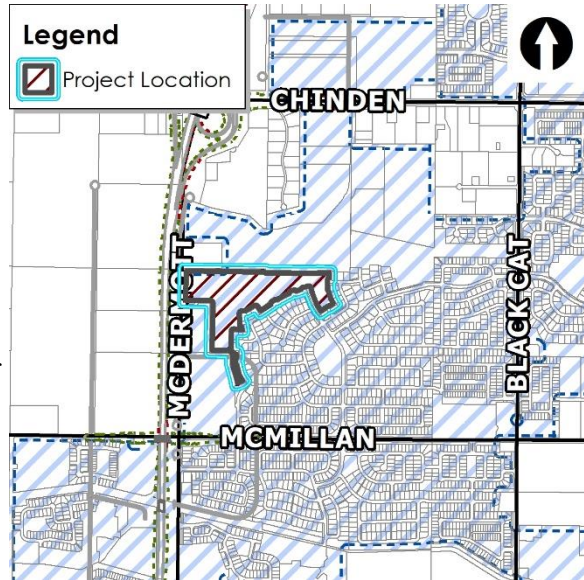 Legend
Project Location
CHINDEN
MCDERMOTT
BLACK CAT
MCMILLAN